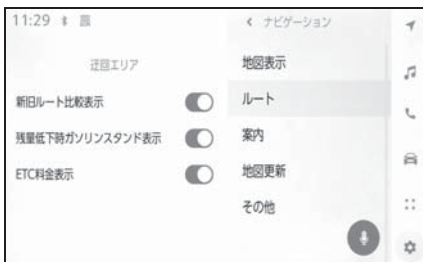 11:29
迂回エリア
新旧ルート比較表示
残量低下時ガソリンスタンド表示
ETC料金表示
ナビゲーション
地図表示
ルート
案内
地図更新
その他